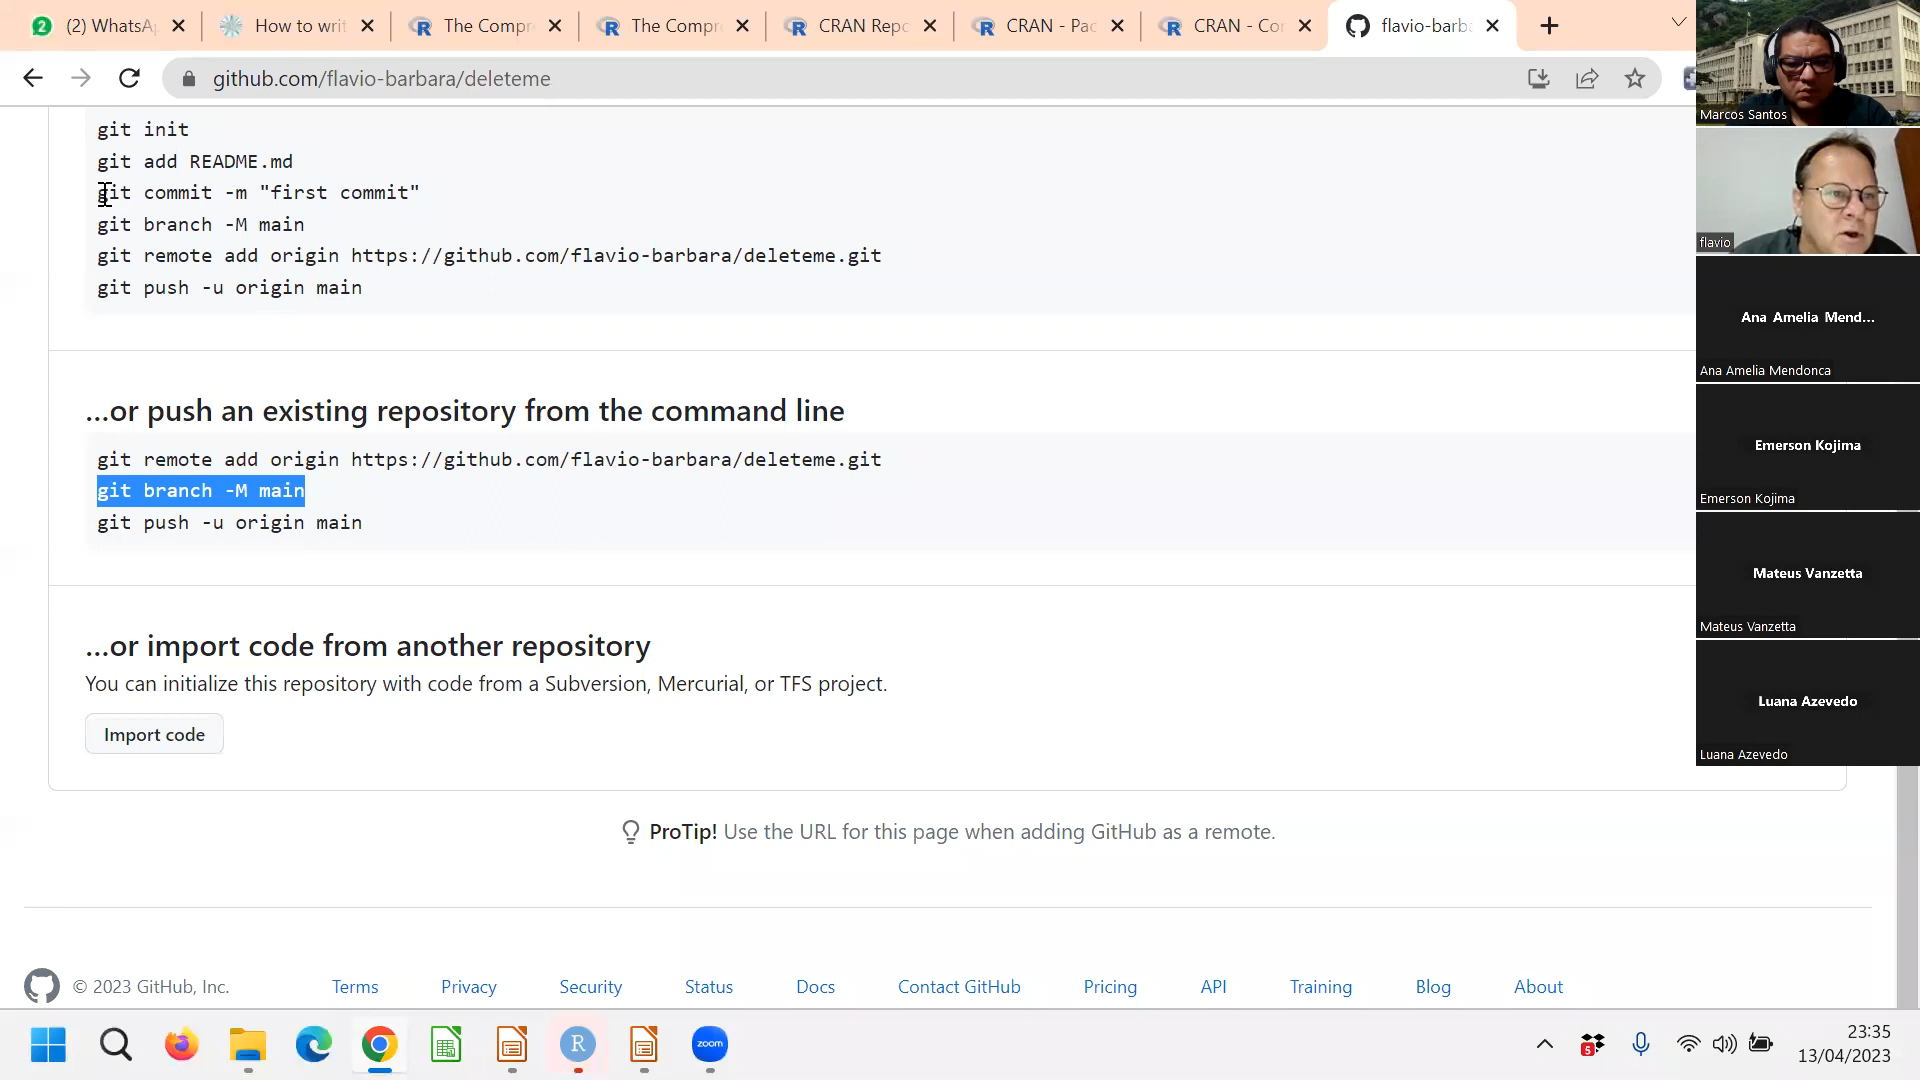 2
(2) WhatsA
How to writ
The Compr
The Compr
CRAN Repo
CRAN - Pac
CRAN - Co
flavio-barb
github.com/flavio-barbara/deleteme
git init
git add README.md
git commit -m "first commit"
git branch -M main
git remote add origin https://github.com/flavio-barbara/deleteme.git
git push -u origin main
...or push an existing repository from the command line
git remote add origin https://github.com/flavio-barbara/deleteme.git
git branch -M main
git push -u origin main
...or import code from another repository
You can initialize this repository with code from a Subversion, Mercurial, or TFS project.
Import code
ProTip! Use the URL for this page when adding GitHub as a remote.
© 2023 GitHub, Inc.
Terms
Privacy
Security
Status
Docs
Contact GitHub
Pricing
API
Training
Blog
About
Marcos Santos
flavio
Ana Amelia Mend...
Ana Amelia Mendonca
Emerson Kojima
Emerson Kojima
Mateus Vanzetta
Mateus Vanzetta
Luana Azevedo
Luana Azevedo
R
zoom
5
23:35
13/04/2023